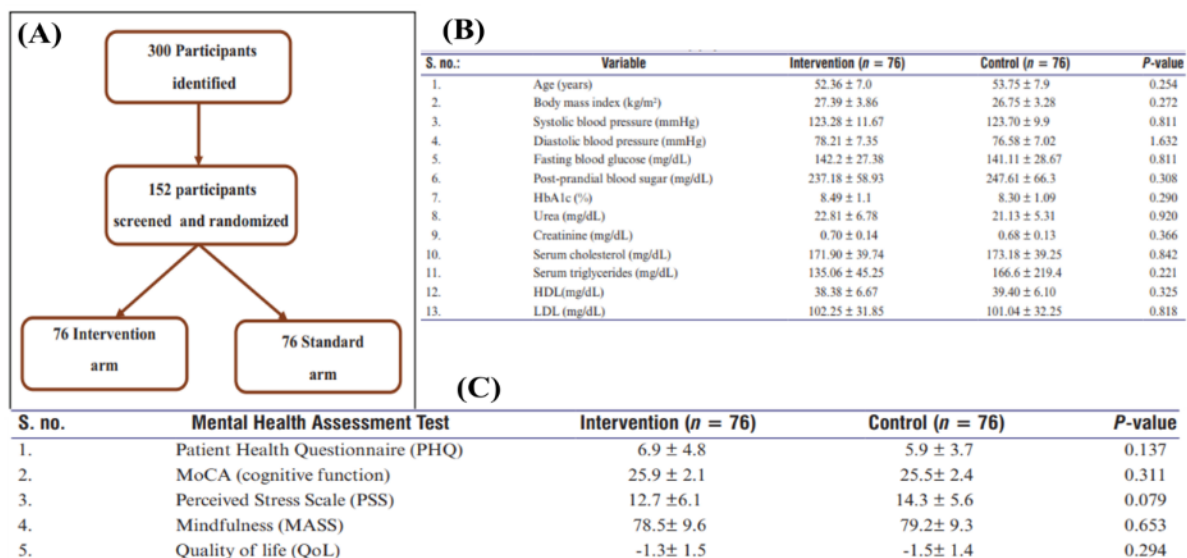 (A)
300 Participants
identified
152 participants
screened and randomized
76 Intervention
arm
76 Standard
arm
(B)
S. no.: Variable Intervention (n = 76) Control (n = 76) P-value
1. Age (years) 52.36 ± 7.0 53.75 ± 7.9 0.254
2. Body mass index (kg/m²) 27.39 ± 3.86 26.75 ± 3.28 0.272
3. Systolic blood pressure (mmHg) 123.28 ± 11.67 123.70 ± 9.9 0.811
4. Diastolic blood pressure (mmHg) 78.21 ± 7.35 76.58 ± 7.02 1.632
5. Fasting blood glucose (mg/dL) 142.2 ± 27.38 141.11 ± 28.67 0.811
6. Post-prandial blood sugar (mg/dL) 237.18 ± 58.93 247.61 ± 66.3 0.308
7. HbA1c (%) 8.49 ± 1.1 8.30 ± 1.09 0.290
8. Urea (mg/dL) 22.81 ± 6.78 21.13 ± 5.31 0.920
9. Creatinine (mg/dL) 0.70 ± 0.14 0.68 ± 0.13 0.366
10. Serum cholesterol (mg/dL) 171.90 ± 39.74 173.18 ± 39.25 0.842
11. Serum triglycerides (mg/dL) 135.06 ± 45.25 166.6 ± 219.4 0.221
12. HDL(mg/dL) 38.38 ± 6.67 39.40 ± 6.10 0.325
13. LDL (mg/dL) 102.25 ± 31.85 101.04 ± 32.25 0.818
(C)
S. no. Mental Health Assessment Test Intervention (n = 76) Control (n = 76) P-value
1. Patient Health Questionnaire (PHQ) 6.9 ± 4.8 5.9 ± 3.7 0.137
2. MoCA (cognitive function) 25.9 ± 2.1 25.5± 2.4 0.311
3. Perceived Stress Scale (PSS) 12.7 ±6.1 14.3 ± 5.6 0.079
4. Mindfulness (MASS) 78.5± 9.6 79.2± 9.3 0.653
5. Quality of life (QoL) -1.3± 1.5 -1.5± 1.4 0.294